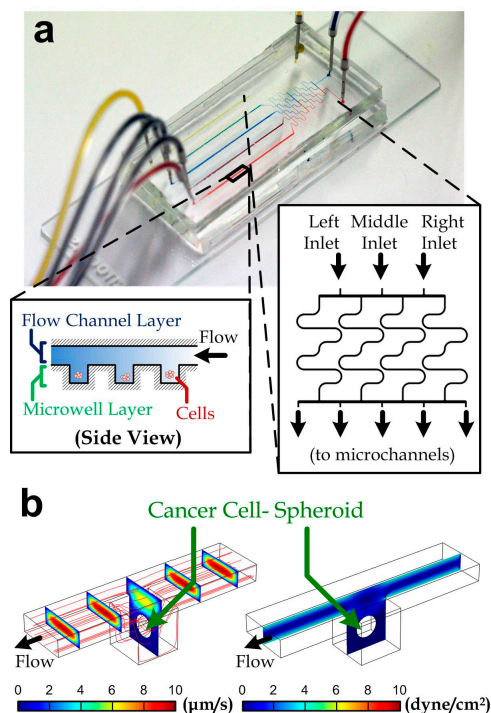 a
Left Middle Right
Inlet Inlet Inlet
Flow Channel Layer
Flow
Microwell Layer
Cells
(Side View)
(to microchannels)
b
Cancer Cell- Spheroid
Flow
Flow
0 2 4 6 8 10 (μm/s)
0 2 4 6 8 10 (dyne/cm²)